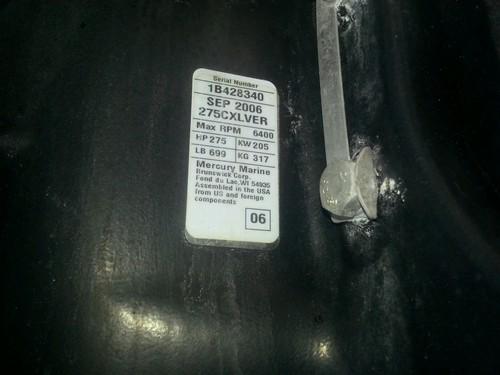 Serial Number
1B428340
SEP 2006
275CXLVER
Max RPM 6400
HP 275 KW 205
LB 699 KG 317
Mercury Marine
Brunswick Corp.
Fond du Lac, WI 54935
Assembled in the USA
from US and foreign
components
06